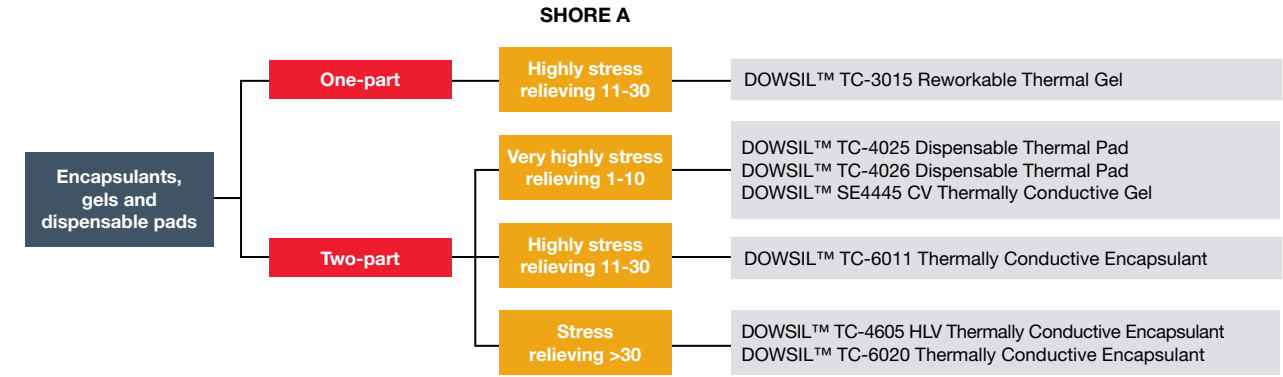 SHORE A
Encapsulants,
gels and
dispensable pads
One-part
Highly stress
relieving 11-30
DOWSIL™ TC-3015 Reworkable Thermal Gel
Two-part
Very highly stress
relieving 1-10
DOWSIL™ TC-4025 Dispensable Thermal Pad
DOWSIL™ TC-4026 Dispensable Thermal Pad
DOWSIL™ SE4445 CV Thermally Conductive Gel
Highly stress
relieving 11-30
DOWSIL™ TC-6011 Thermally Conductive Encapsulant
Stress
relieving >30
DOWSIL™ TC-4605 HLV Thermally Conductive Encapsulant
DOWSIL™ TC-6020 Thermally Conductive Encapsulant